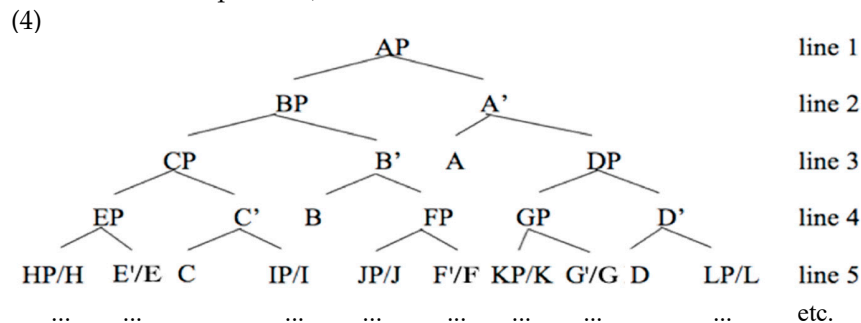 (4)
AP line 1
BP A’ line 2
CP B’ A DP line 3
EP C’ B FP GP D’ line 4
HP/H E'/E C IP/I JP/J F'/F KP/K G'/G D LP/L line 5
... ... ... ... ... ... ... ... etc.